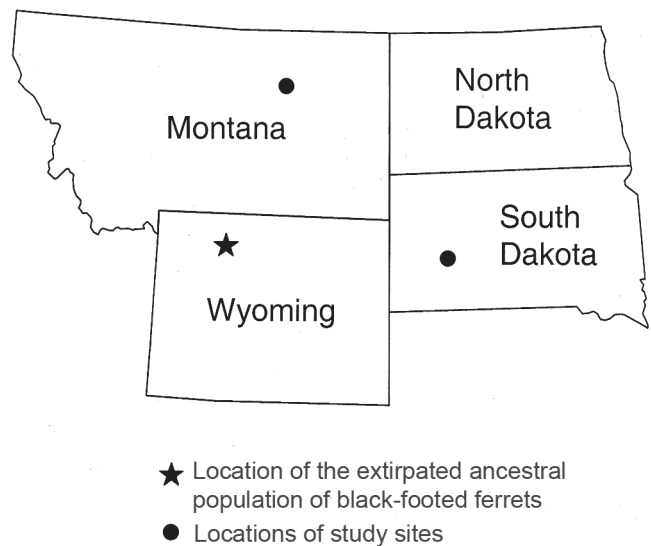 North
Dakota
Montana
South
Dakota
Wyoming
Location of the extirpated ancestral
population of black-footed ferrets
Locations of study sites